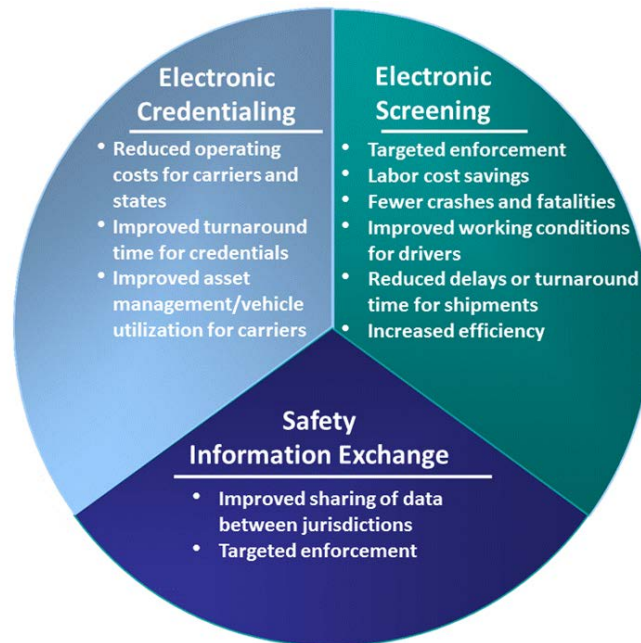 Electronic
Credentialing
• Reduced operating
costs for carriers and
states
• Improved turnaround
time for credentials
• Improved asset
management/vehicle
utilization for carriers
Electronic
Screening
• Targeted enforcement
• Labor cost savings
• Fewer crashes and fatalities
• Improved working conditions
for drivers
• Reduced delays or turnaround
time for shipments
• Increased efficiency
Safety
Information Exchange
• Improved sharing of data
between jurisdictions
• Targeted enforcement